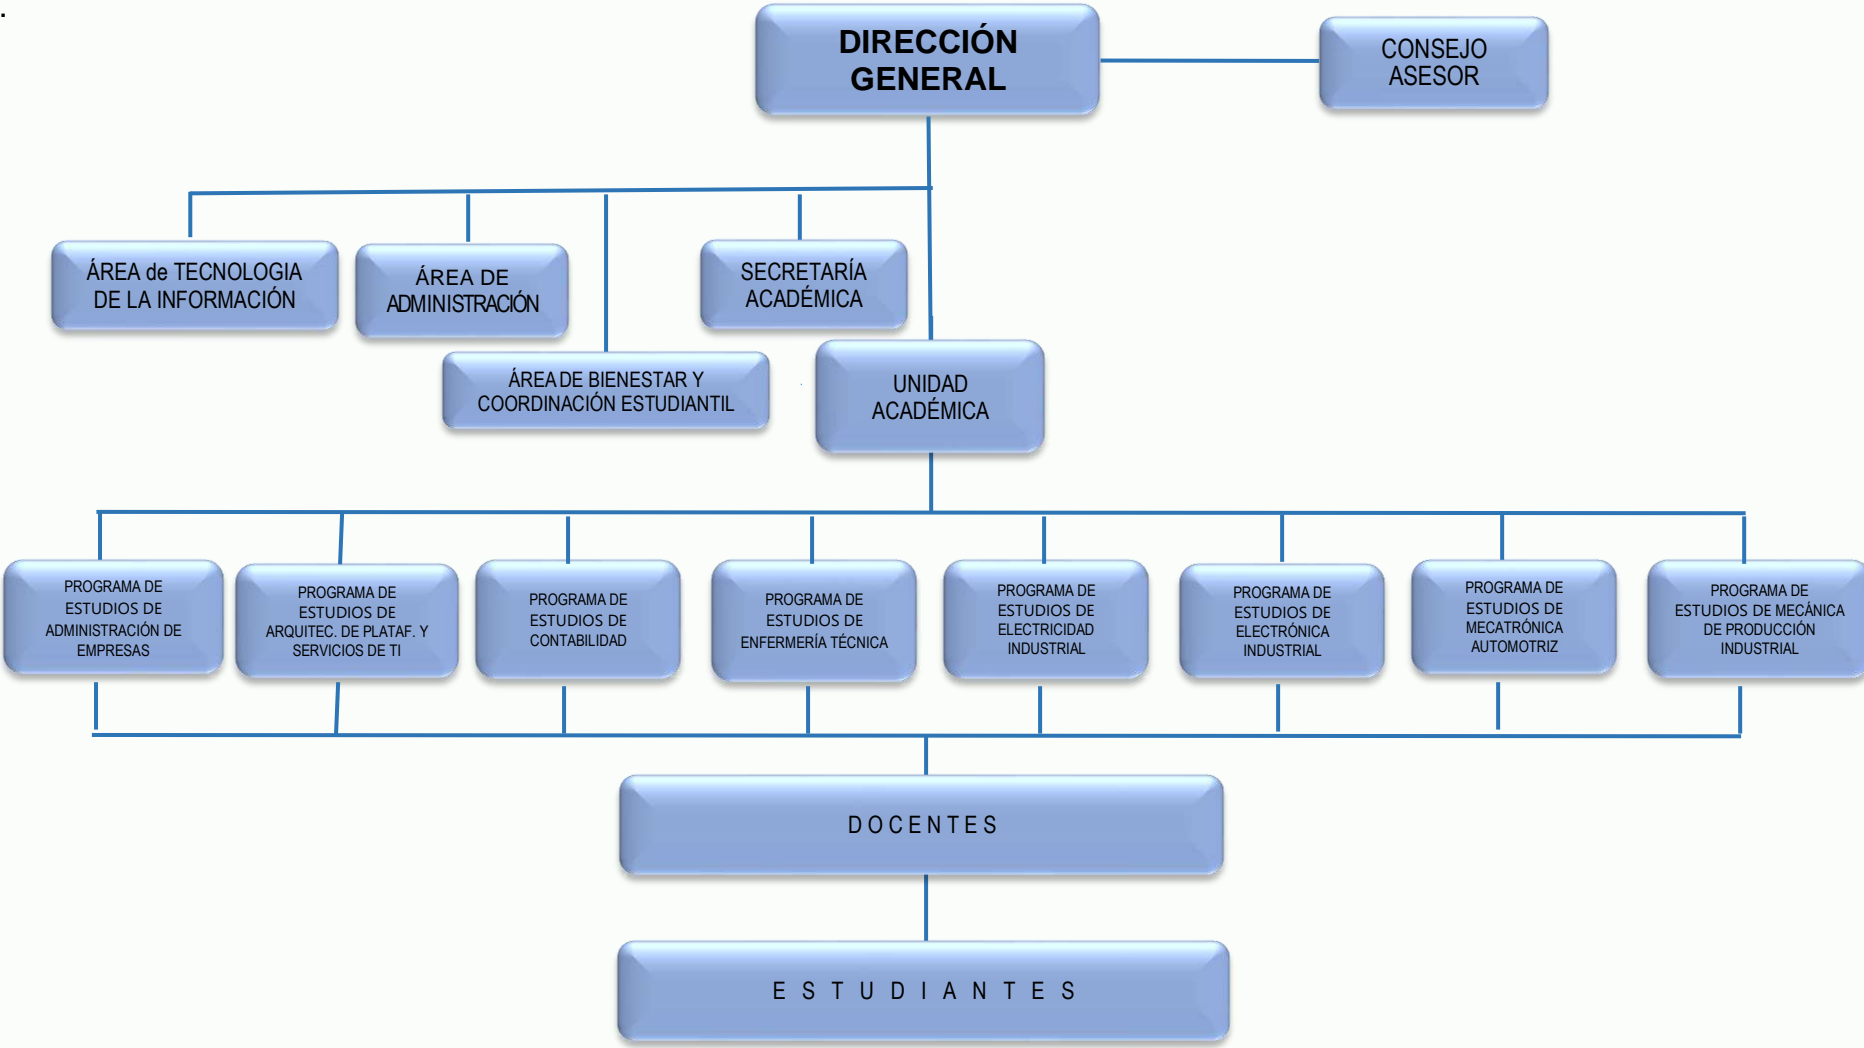 .
DIRECCIÓN
GENERAL
CONSEJO
ASESOR
ÁREA de TECNOLOGIA
DE LA INFORMACIÓN
ÁREA DE
ADMINISTRACIÓN
SECRETARÍA
ACADÉMICA
ÁREA DE BIENESTAR Y
COORDINACIÓN ESTUDIANTIL
UNIDAD
ACADÉMICA
PROGRAMA DE
ESTUDIOS DE
ADMINISTRACIÓN DE
EMPRESAS
PROGRAMA DE
ESTUDIOS DE
ARQUITEC. DE PLATAF. Y
SERVICIOS DE TI
PROGRAMA DE
ESTUDIOS DE
CONTABILIDAD
PROGRAMA DE
ESTUDIOS DE
ENFERMERÍA TÉCNICA
PROGRAMA DE
ESTUDIOS DE
ELECTRICIDAD
INDUSTRIAL
PROGRAMA DE
ESTUDIOS DE
ELECTRÓNICA
INDUSTRIAL
PROGRAMA DE
ESTUDIOS DE
MECATRÓNICA
AUTOMOTRIZ
PROGRAMA DE
ESTUDIOS DE MECÁNICA
DE PRODUCCIÓN
INDUSTRIAL
DOCENTES
ESTUDIANTES